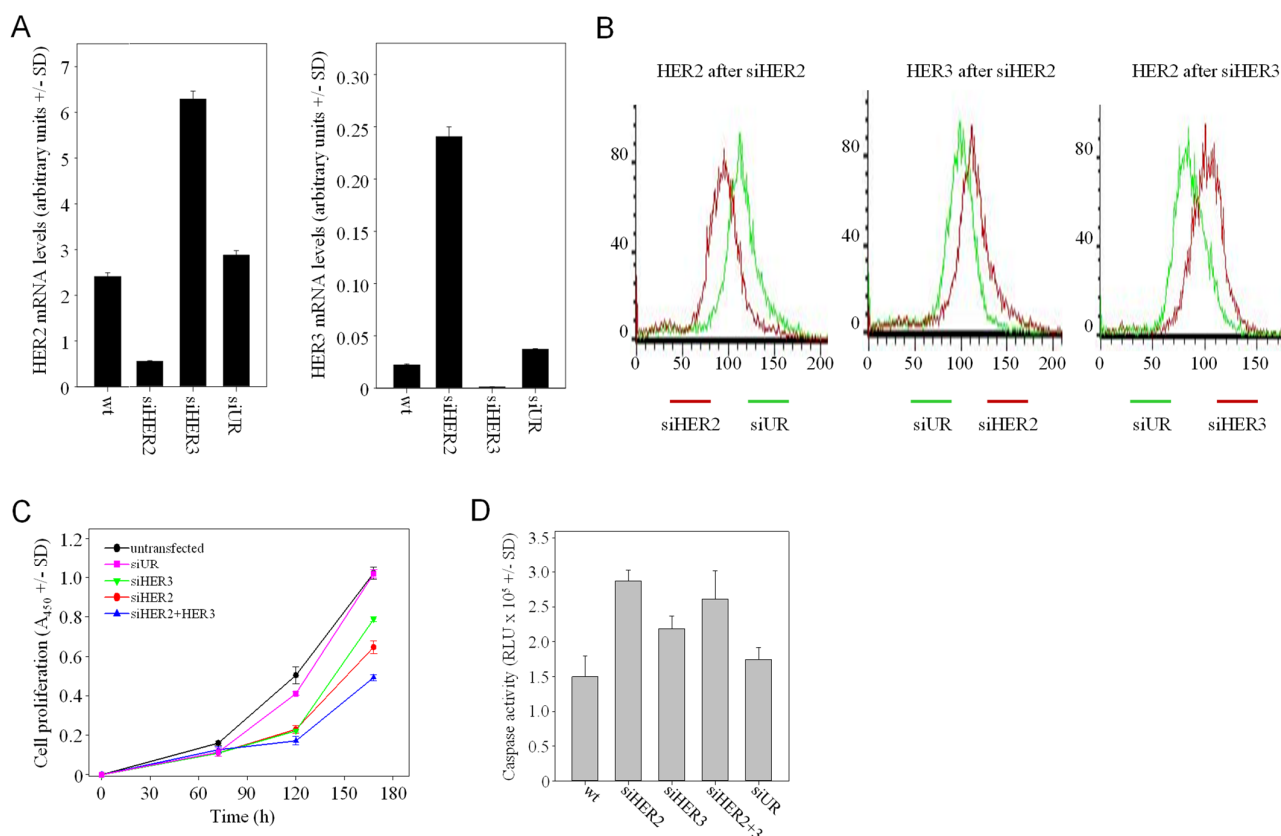 A
HER2 mRNA levels (arbitrary units +/- SD)
7
6
5
4
3
2
1
0
wt
siHER2
siHER3
siUR
HER3 mRNA levels (arbitrary units +/- SD)
0.30
0.25
0.20
0.15
0.10
0.05
0
wt
siHER2
siHER3
siUR
B
HER2 after siHER2
80
40
0
0 50 100 150 200
siHER2 siUR
HER3 after siHER2
80
40
0
0 50 100 150 200
siUR siHER2
HER2 after siHER3
80
40
0
0 50 100 150
siUR siHER3
C
Cell proliferation (A450 +/- SD)
1.2
1.0
0.8
0.6
0.4
0.2
0
untransfected
siUR
siHER3
siHER2
siHER2+HER3
0 30 60 90 120 150 180
Time (h)
D
Caspase activity (RLU x 10⁵ +/- SD)
3.5
3.0
2.5
2.0
1.5
1.0
0.5
0
wt
siHER2
siHER3
siHER2+3
siUR